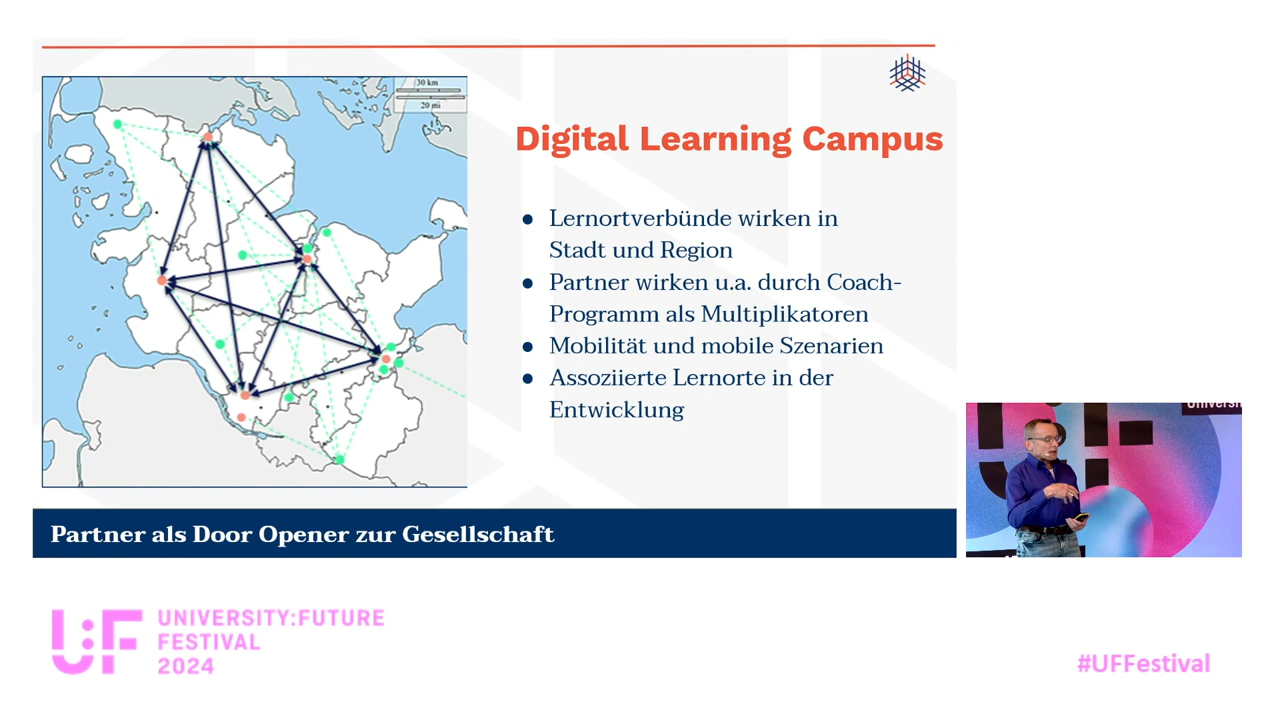 30 km
20 mi
Digital Learning Campus
● Lernortverbünde wirken in
Stadt und Region
● Partner wirken u.a. durch Coach-
Programm als Multiplikatoren
● Mobilität und mobile Szenarien
● Assoziierte Lernorte in der
Entwicklung
Partner als Door Opener zur Gesellschaft
U:F
UNIVERSITY:FUTURE
FESTIVAL
2024
#UFFestival